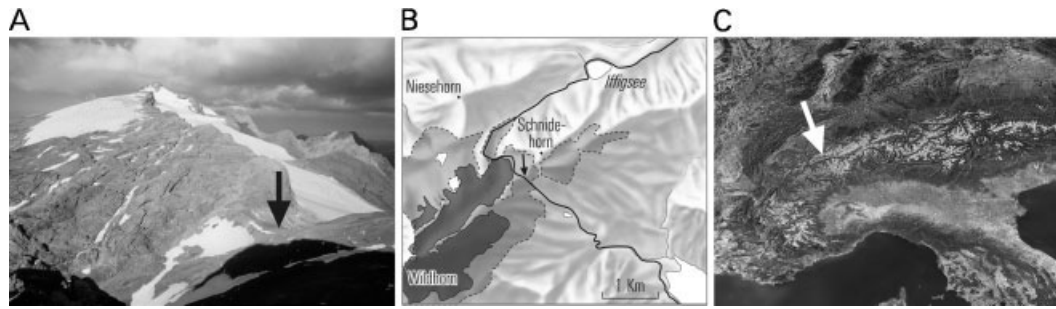 A
B
C
Iffigsee
Niesehorn
Schnide-
horn
Wildhorn
1 Km